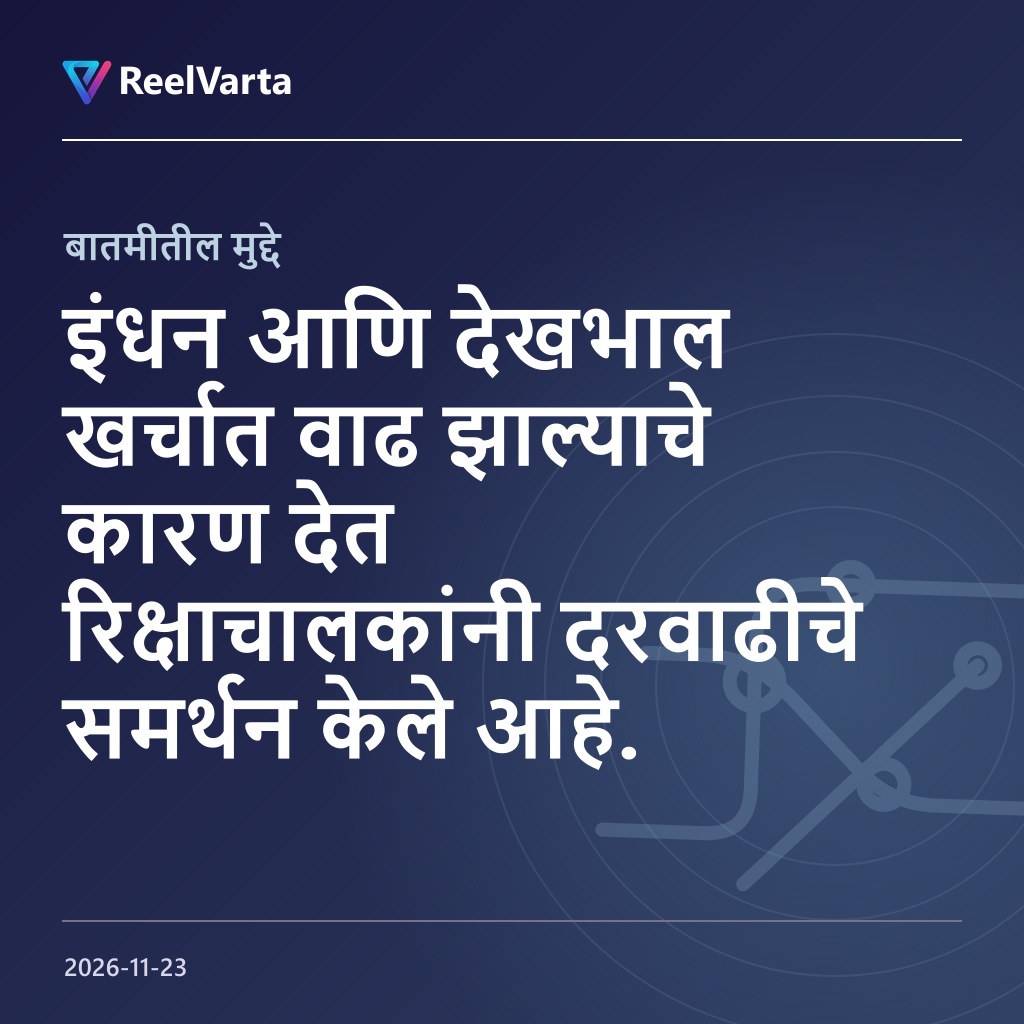 ReelVarta
बातमीतील मुद्दे
इंधन आणि देखभाल
खर्चात वाढ झाल्याचे
कारण देत
रिक्षाचालकांनी दरवाढीचे
समर्थन केले आहे.
2026-11-23